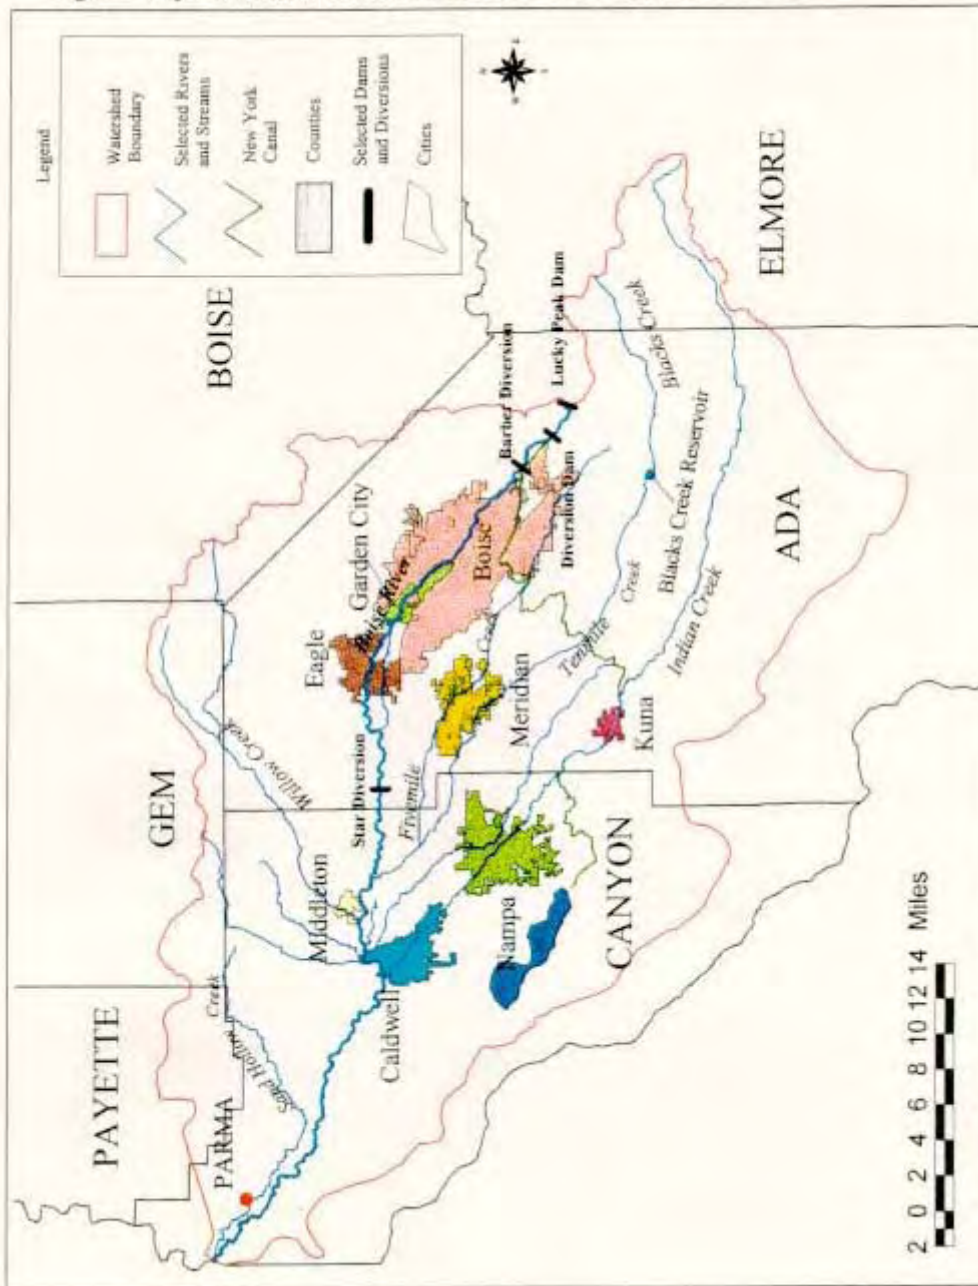 Legend
Watershed
Boundary
Selected Rivers
and Streams
New York
Canal
Counties
Selected Dams
and Diversions
Cities
PAYETTE
GEM
BOISE
PARMA
Sand Hollow
Creek
Willow Creek
Middleton
Star Diversion
Eagle
Garden City
Boise River
Barber Diversion
Lucky Peak Dam
Caldwell
Fivemile
Creek
Boise
Diversion Dam
Meridian
Tenmile
Creek
Blacks Creek
Nampa
Kuna
Blacks Creek Reservoir
Indian Creek
ELMORE
CANYON
ADA
2 0 2 4 6 8 10 12 14 Miles